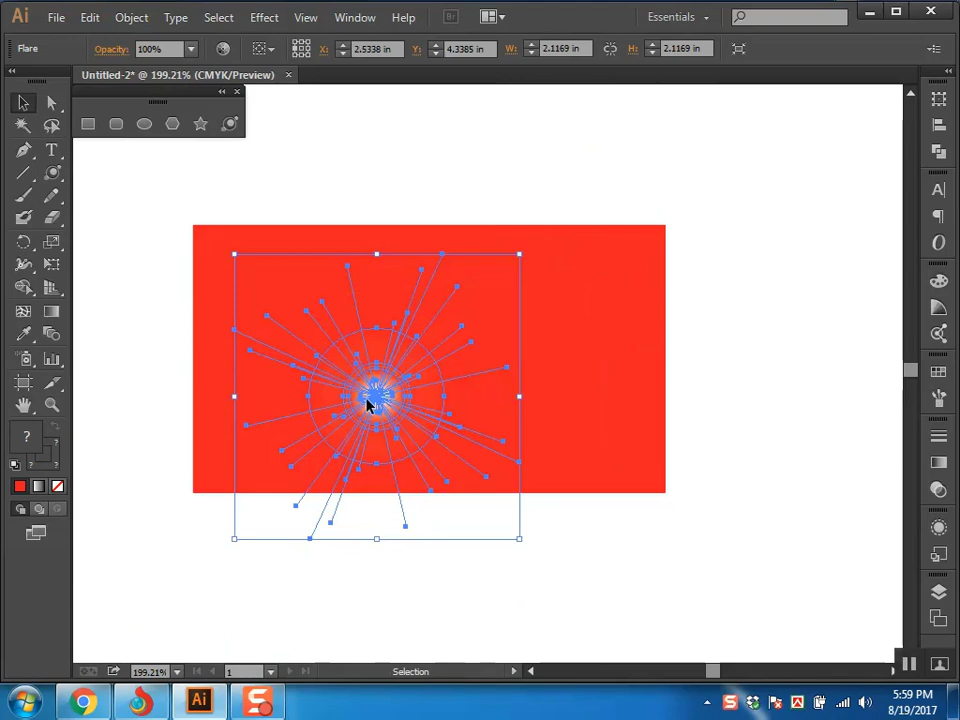 Ai File Edit Object Type Select Effect View Window Help Br Essentials
Flare Opacity: 100% X: 2.5338 in Y: 4.3385 in W: 2.1169 in H: 2.1169 in
Untitled-2* @ 199.21% (CMYK/Preview)
T
A
O
?
?
?
199.21% 1 Selection
Ai S S A
5:59 PM
8/19/2017